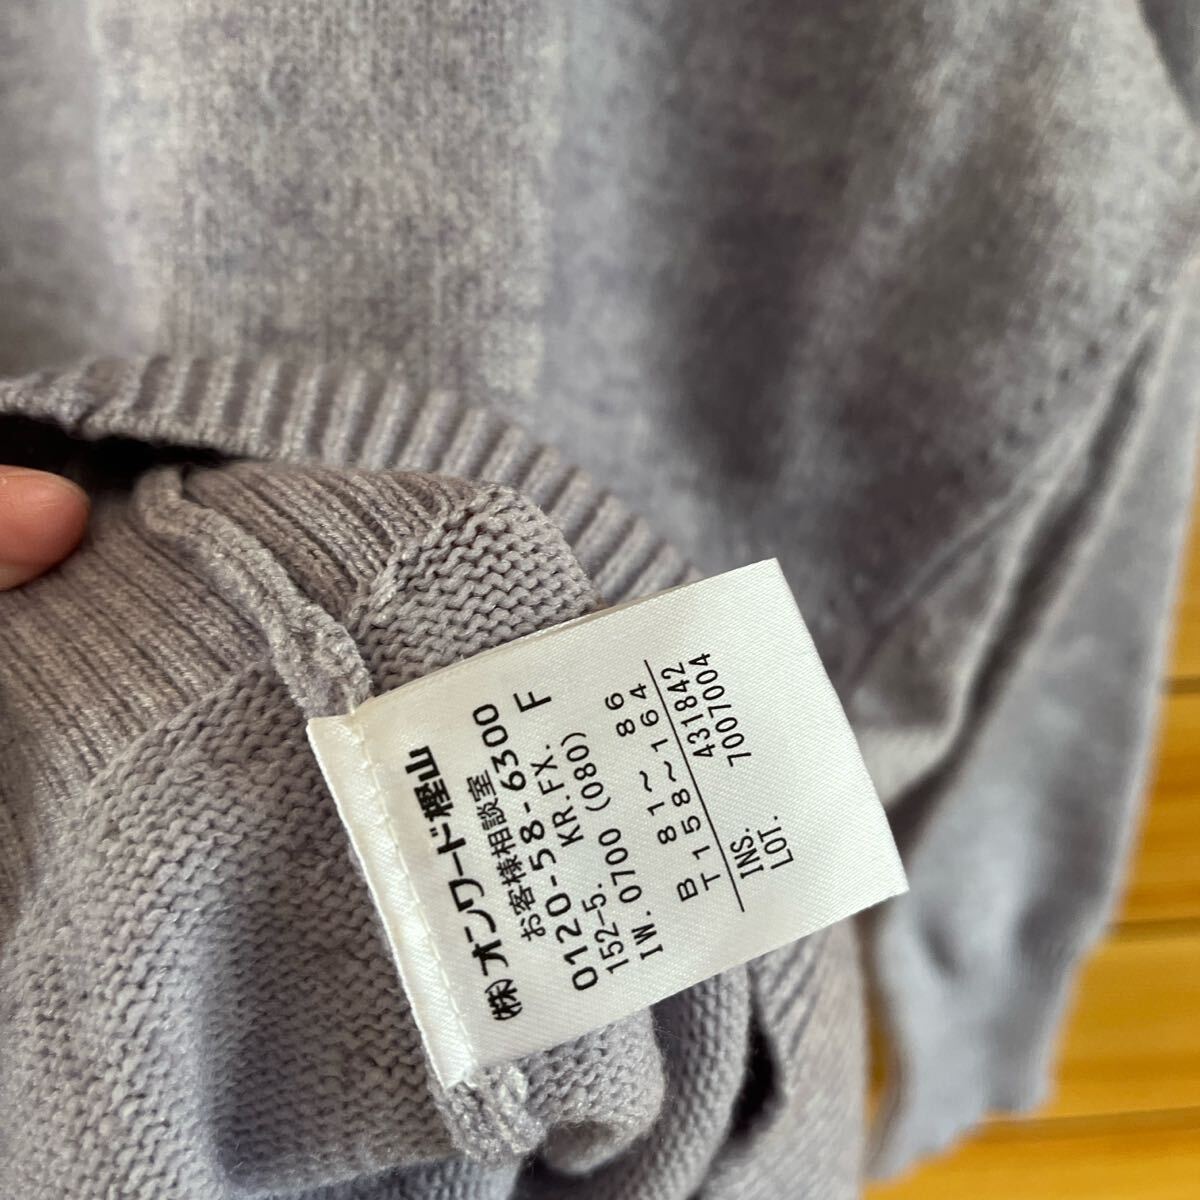 (株)オンワード樫山
お客様相談室
0120-58-6300
152-5. KR.FX. F
IW.0700(080)
B 81~ 86
T158~164
INS. 431842
LOT. 7007004